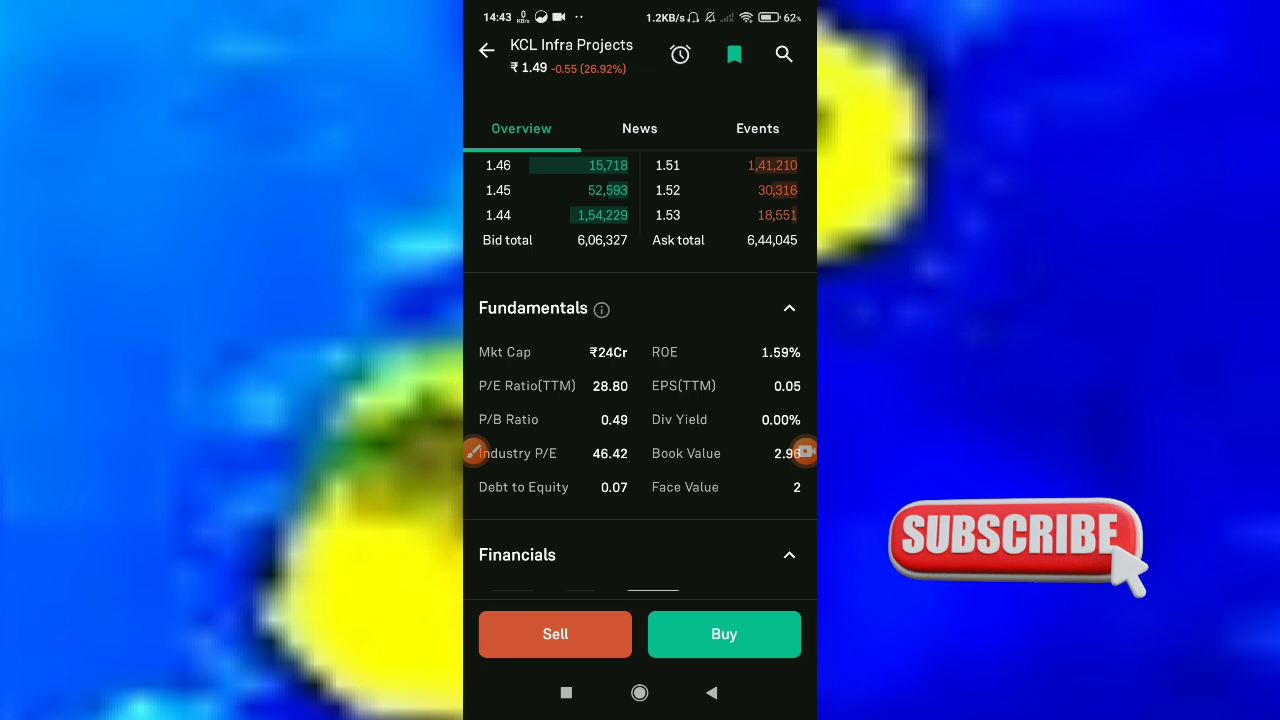 14:43 0 KB/s 1.2KB/s 62%
KCL Infra Projects
₹ 1.49 -0.55 (26.92%)
Overview News Events
1.46 15,718 1.51 1,41,210
1.45 52,593 1.52 30,316
1.44 1,54,229 1.53 18,551
Bid total 6,06,327 Ask total 6,44,045
Fundamentals
Mkt Cap ₹24Cr ROE 1.59%
P/E Ratio(TTM) 28.80 EPS(TTM) 0.05
P/B Ratio 0.49 Div Yield 0.00%
Industry P/E 46.42 Book Value 2.96
Debt to Equity 0.07 Face Value 2
SUBSCRIBE
Financials
Sell Buy